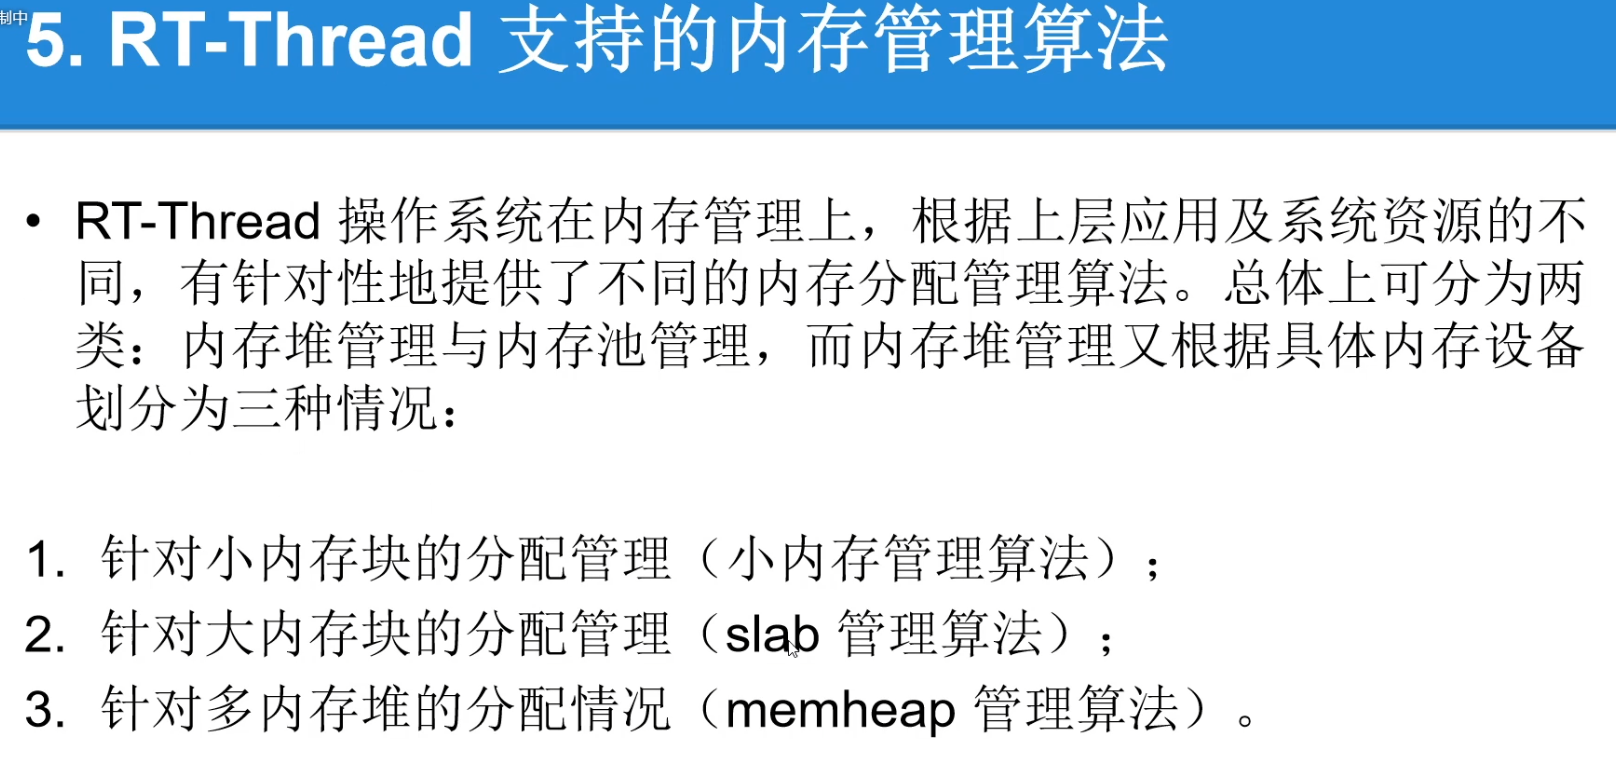 制中
5. RT-Thread 支持的内存管理算法
• RT-Thread 操作系统在内存管理上，根据上层应用及系统资源的不
同，有针对性地提供了不同的内存分配管理算法。总体上可分为两
类：内存堆管理与内存池管理，而内存堆管理又根据具体内存设备
划分为三种情况：
1. 针对小内存块的分配管理（小内存管理算法）；
2. 针对大内存块的分配管理（slab 管理算法）；
3. 针对多内存堆的分配情况（memheap 管理算法）。